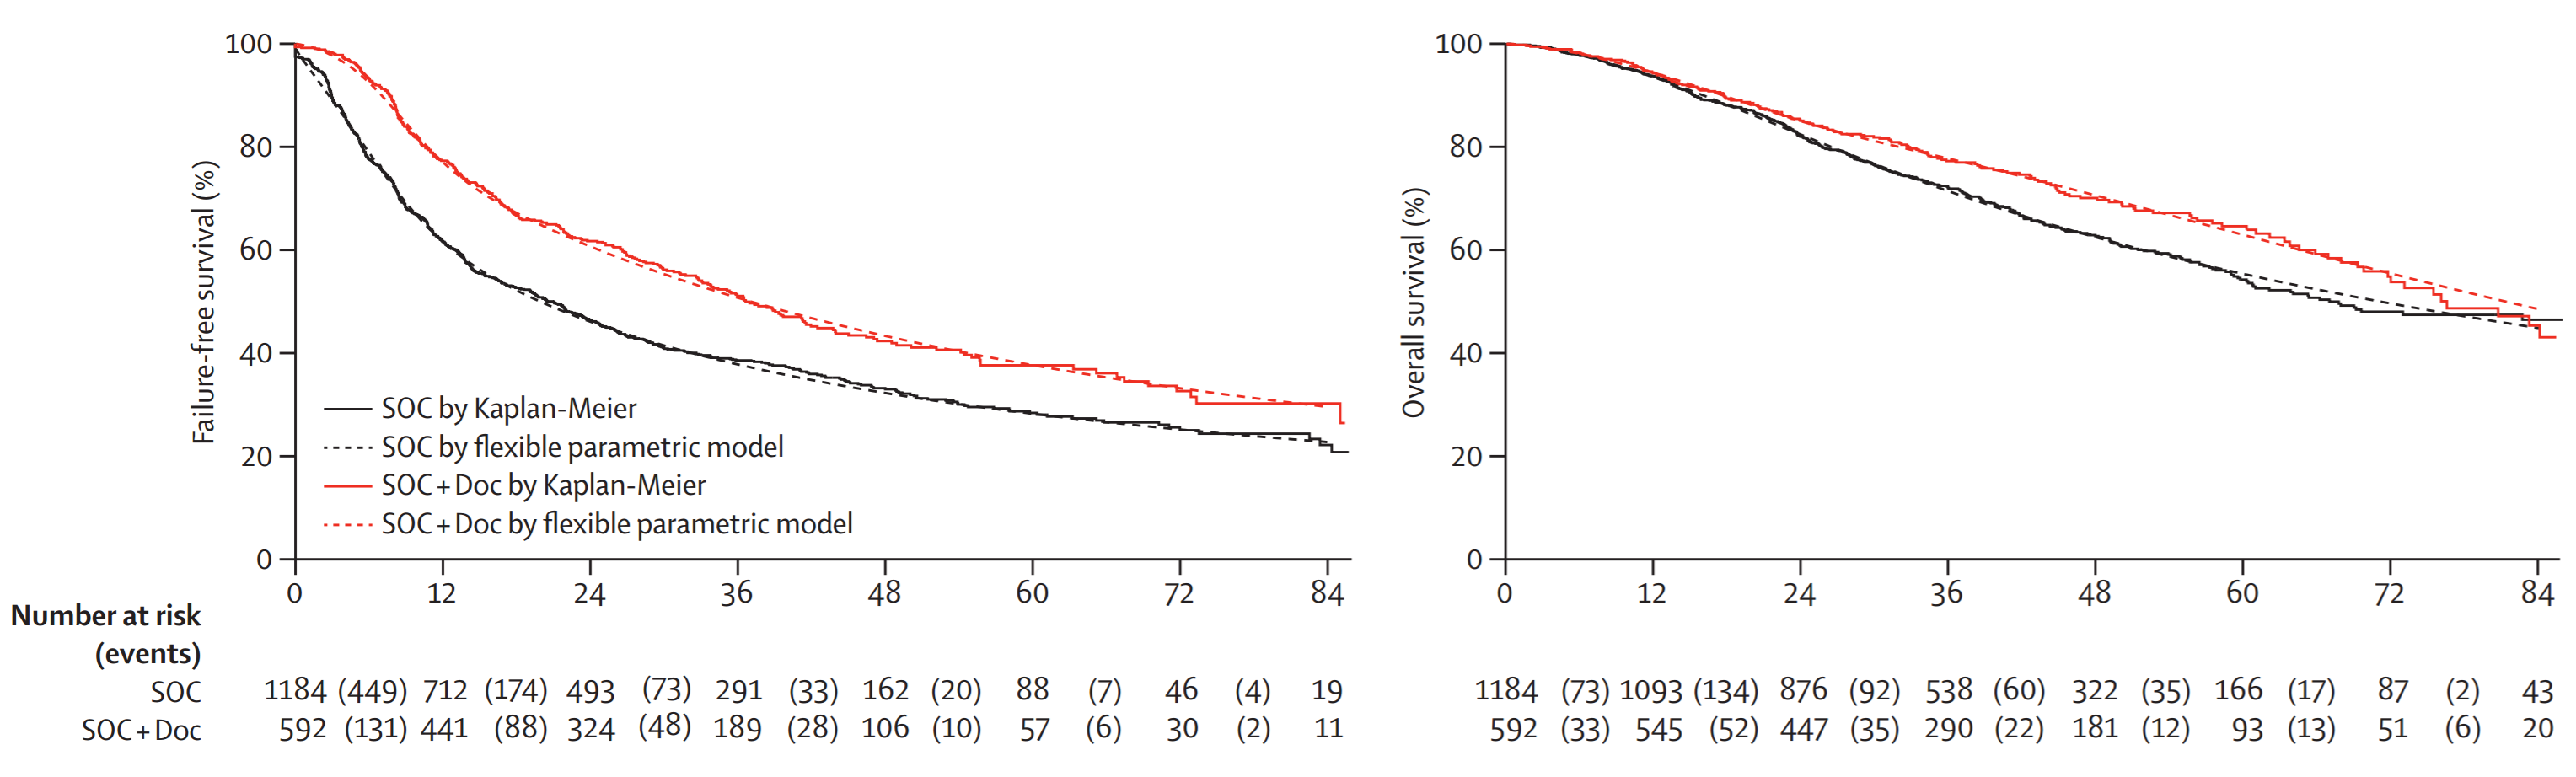 100
80
60
40
20
0
Failure-free survival (%)
SOC by Kaplan-Meier
SOC by flexible parametric model
SOC + Doc by Kaplan-Meier
SOC + Doc by flexible parametric model
0 12 24 36 48 60 72 84
100
80
60
40
20
0
Overall survival (%)
0 12 24 36 48 60 72 84
Number at risk
(events)
SOC 1184 (449) 712 (174) 493 (73) 291 (33) 162 (20) 88 (7) 46 (4) 19 1184 (73) 1093 (134) 876 (92) 538 (60) 322 (35) 166 (17) 87 (2) 43
SOC + Doc 592 (131) 441 (88) 324 (48) 189 (28) 106 (10) 57 (6) 30 (2) 11 592 (33) 545 (52) 447 (35) 290 (22) 181 (12) 93 (13) 51 (6) 20